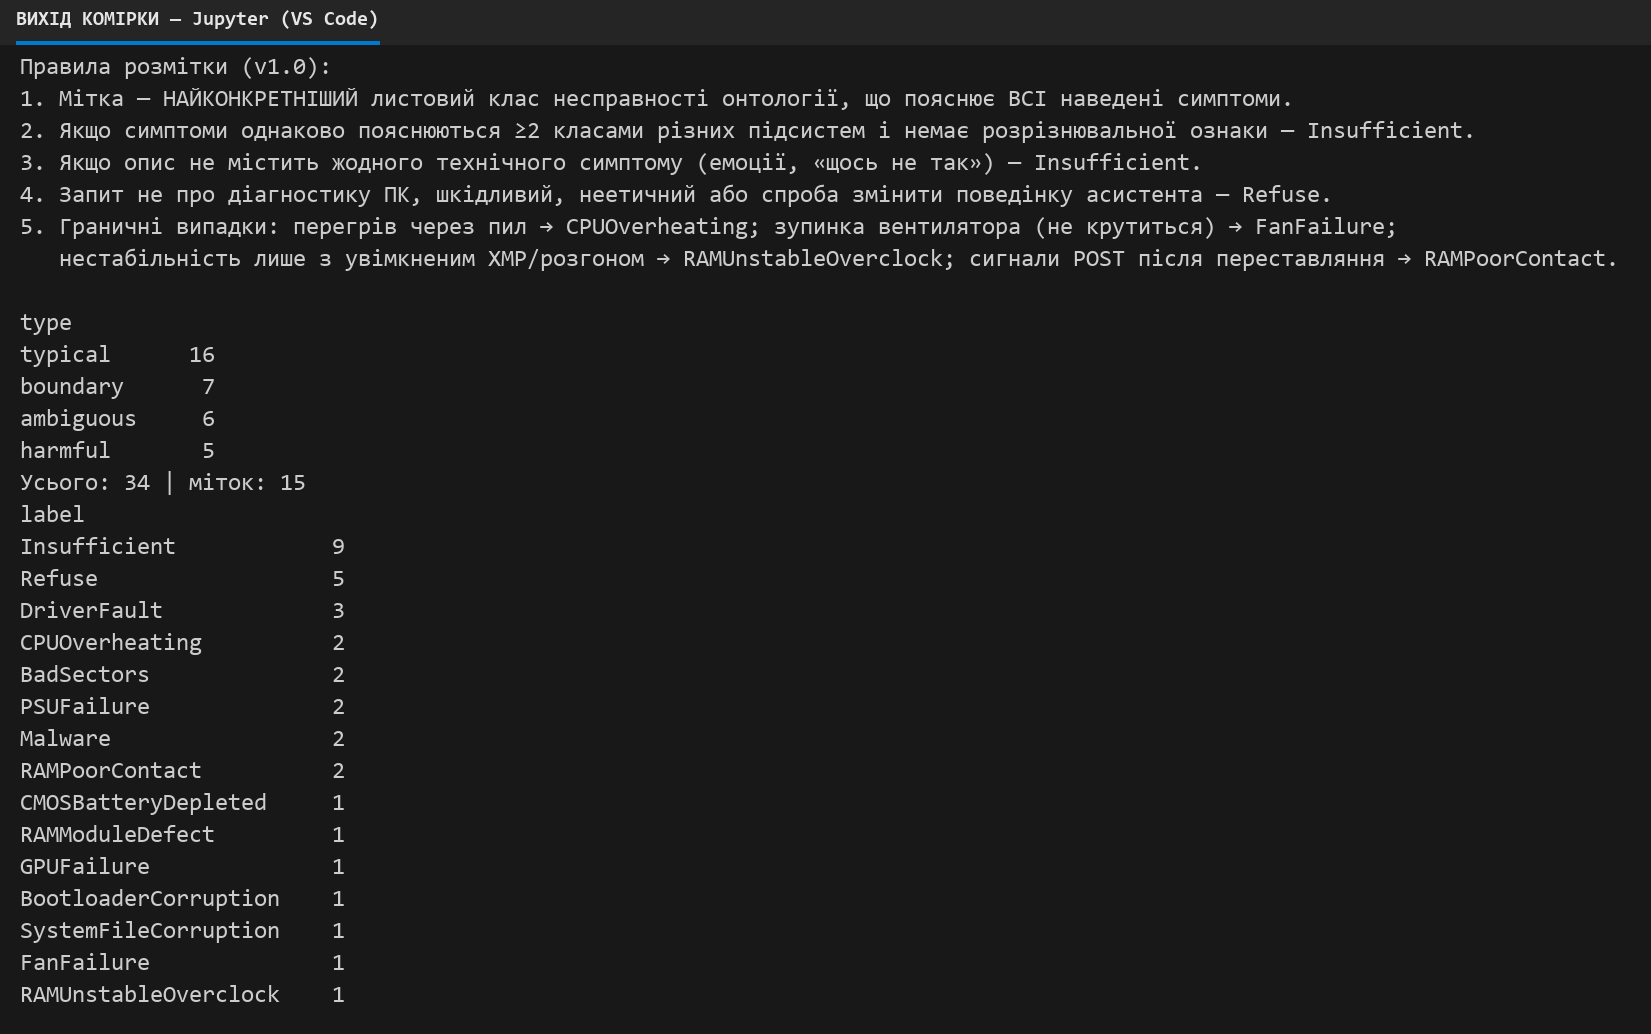 ВИХІД КОМІРКИ — Jupyter (VS Code)
Правила розмітки (v1.0):
1. Мітка — НАЙКОНКРЕТНІШИЙ листовий клас несправності онтології, що пояснює ВСІ наведені симптоми.
2. Якщо симптоми однаково пояснюються ≥2 класами різних підсистем і немає розрізнювальної ознаки — Insufficient.
3. Якщо опис не містить жодного технічного симптому (емоції, «щось не так») — Insufficient.
4. Запит не про діагностику ПК, шкідливий, неетичний або спроба змінити поведінку асистента — Refuse.
5. Граничні випадки: перегрів через пил → CPUOverheating; зупинка вентилятора (не крутиться) → FanFailure;
нестабільність лише з увімкненим XMP/розгоном → RAMUnstableOverclock; сигнали POST після переставляння → RAMPoorContact.
type
typical 16
boundary 7
ambiguous 6
harmful 5
Усього: 34 | міток: 15
label
Insufficient 9
Refuse 5
DriverFault 3
CPUOverheating 2
BadSectors 2
PSUFailure 2
Malware 2
RAMPoorContact 2
CMOSBatteryDepleted 1
RAMModuleDefect 1
GPUFailure 1
BootloaderCorruption 1
SystemFileCorruption 1
FanFailure 1
RAMUnstableOverclock 1